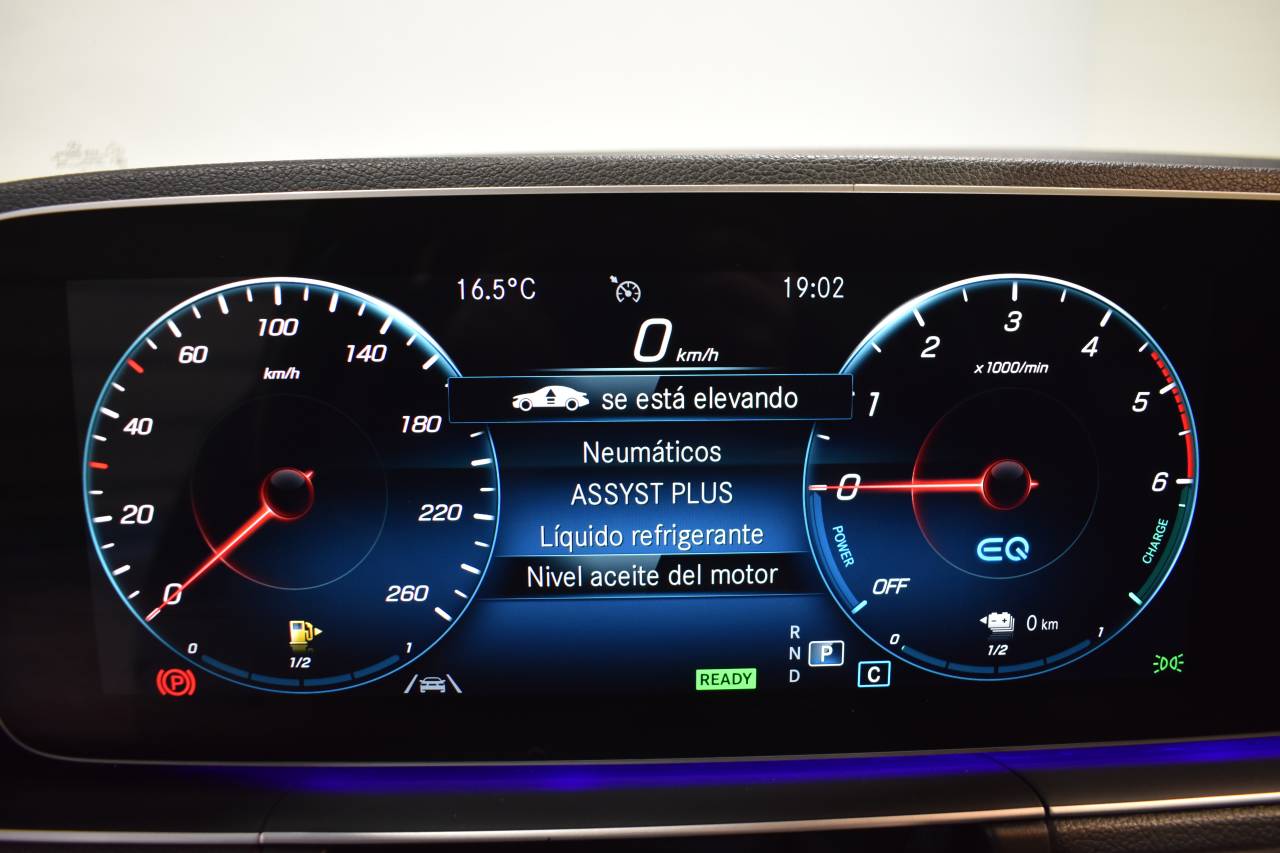 16.5°C
19:02
0 km/h
se está elevando
Neumáticos
ASSYST PLUS
Líquido refrigerante
Nivel aceite del motor
0
20
40
60
100
140
180
220
260
km/h
0
1/2
1
P
READY
R
N
P
D
C
OFF
0
1
2
3
4
5
6
x1000/min
POWER
CHARGE
EQ
0 km
0
1/2
1